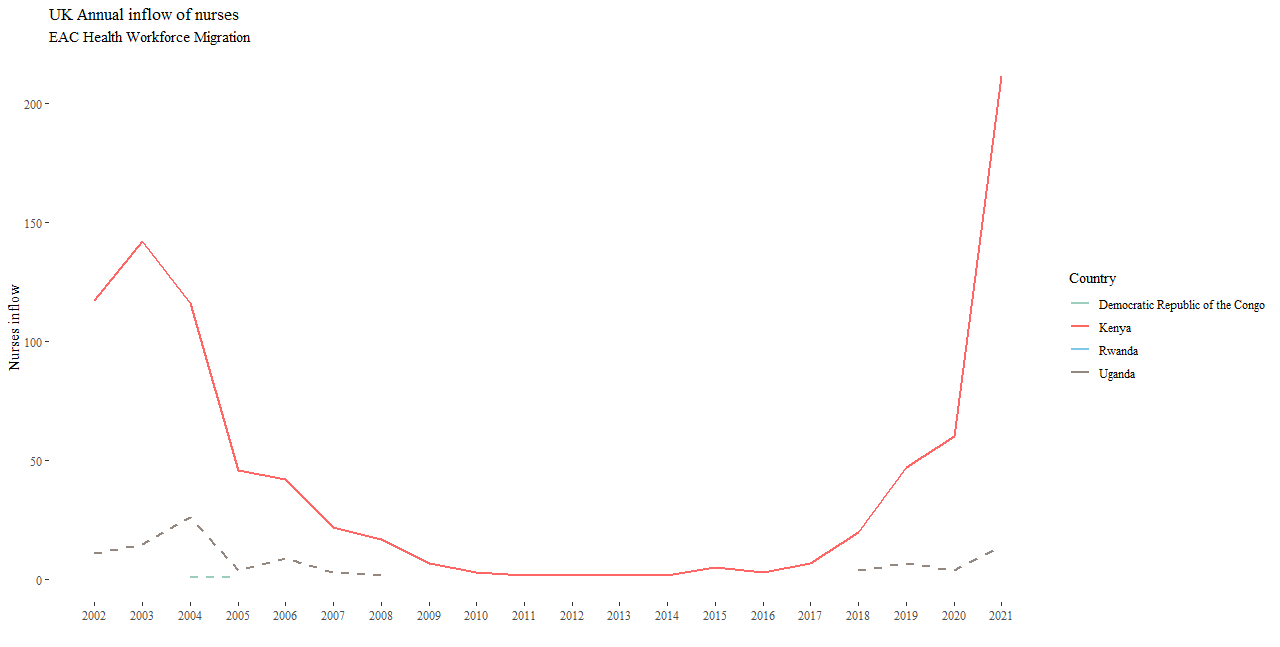 UK Annual inflow of nurses
EAC Health Workforce Migration
Nurses inflow
200
150
100
50
0
2002 2003 2004 2005 2006 2007 2008 2009 2010 2011 2012 2013 2014 2015 2016 2017 2018 2019 2020 2021
Country
Democratic Republic of the Congo
Kenya
Rwanda
Uganda